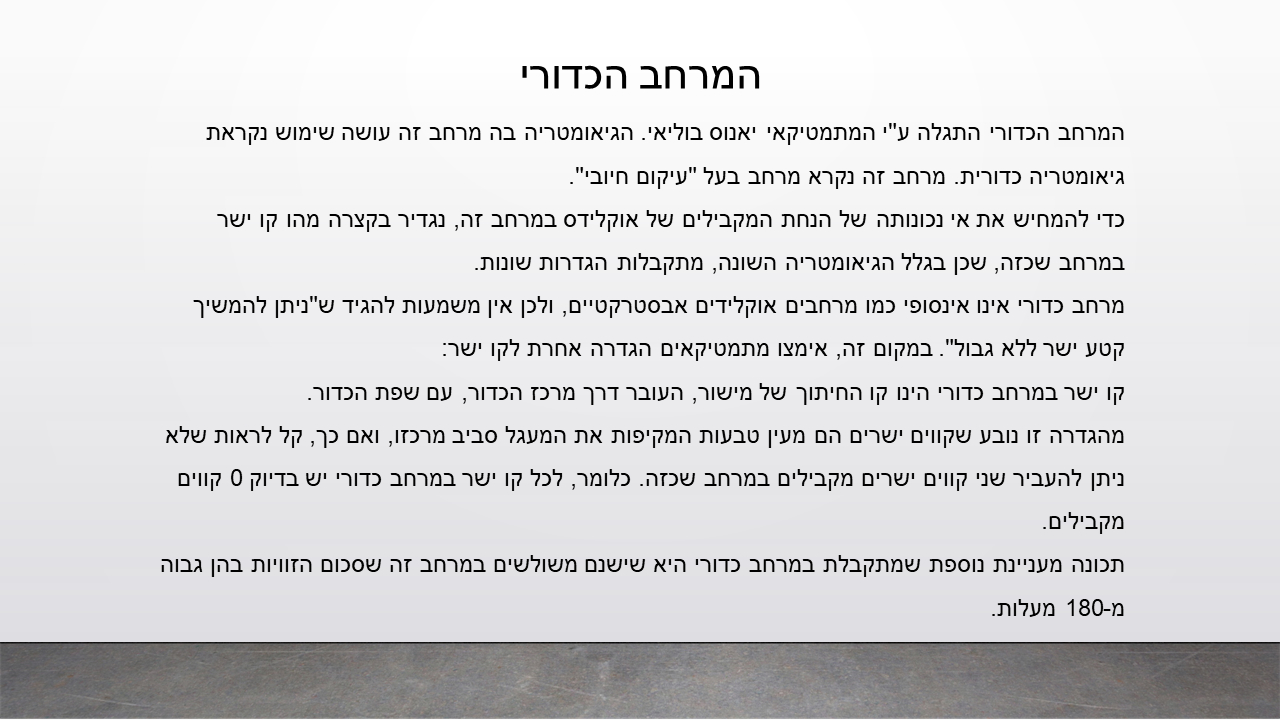 המרחב הכדורי
המרחב הכדורי התגלה ע"י המתמטיקאי יאנוס בוליאי. הגיאומטריה בה מרחב זה עושה שימוש נקראת
גיאומטריה כדורית. מרחב זה נקרא מרחב בעל "עיקום חיובי".
כדי להמחיש את אי נכונותה של הנחת המקבילים של אוקלידס במרחב זה, נגדיר בקצרה מהו קו ישר
במרחב שכזה, שכן בגלל הגיאומטריה השונה, מתקבלות הגדרות שונות.
מרחב כדורי אינו אינסופי כמו מרחבים אוקלידים אבסטרקטיים, ולכן אין משמעות להגיד ש"ניתן להמשיך
קטע ישר ללא גבול". במקום זה, אימצו מתמטיקאים הגדרה אחרת לקו ישר:
קו ישר במרחב כדורי הינו קו החיתוך של מישור, העובר דרך מרכז הכדור, עם שפת הכדור.
מהגדרה זו נובע שקווים ישרים הם מעין טבעות המקיפות את המעגל סביב מרכזו, ואם כך, קל לראות שלא
ניתן להעביר שני קווים ישרים מקבילים במרחב שכזה. כלומר, לכל קו ישר במרחב כדורי יש בדיוק 0 קווים
מקבילים.
תכונה מעניינת נוספת שמתקבלת במרחב כדורי היא שישנם משולשים במרחב זה שסכום הזוויות בהן גבוה
מ-180 מעלות.